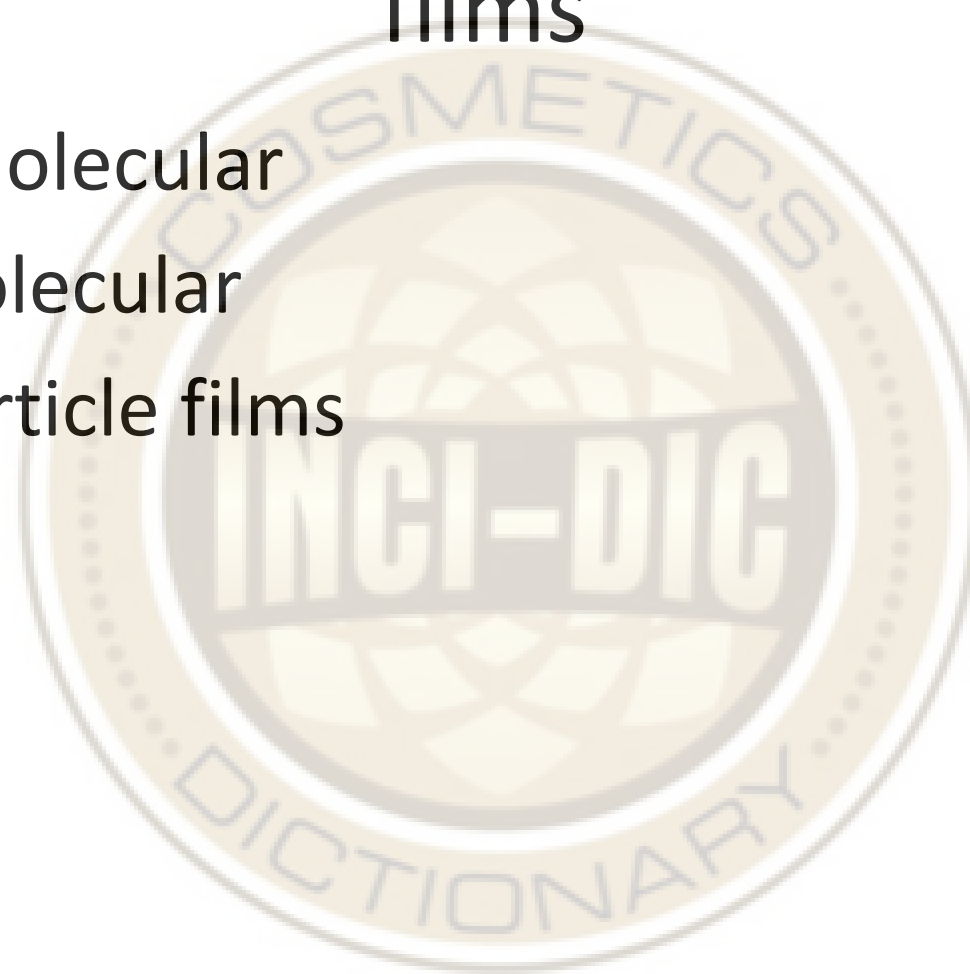 films
olecular
olecular
rticle films
COSMETICS
INCI-DIC
DICTIONARY